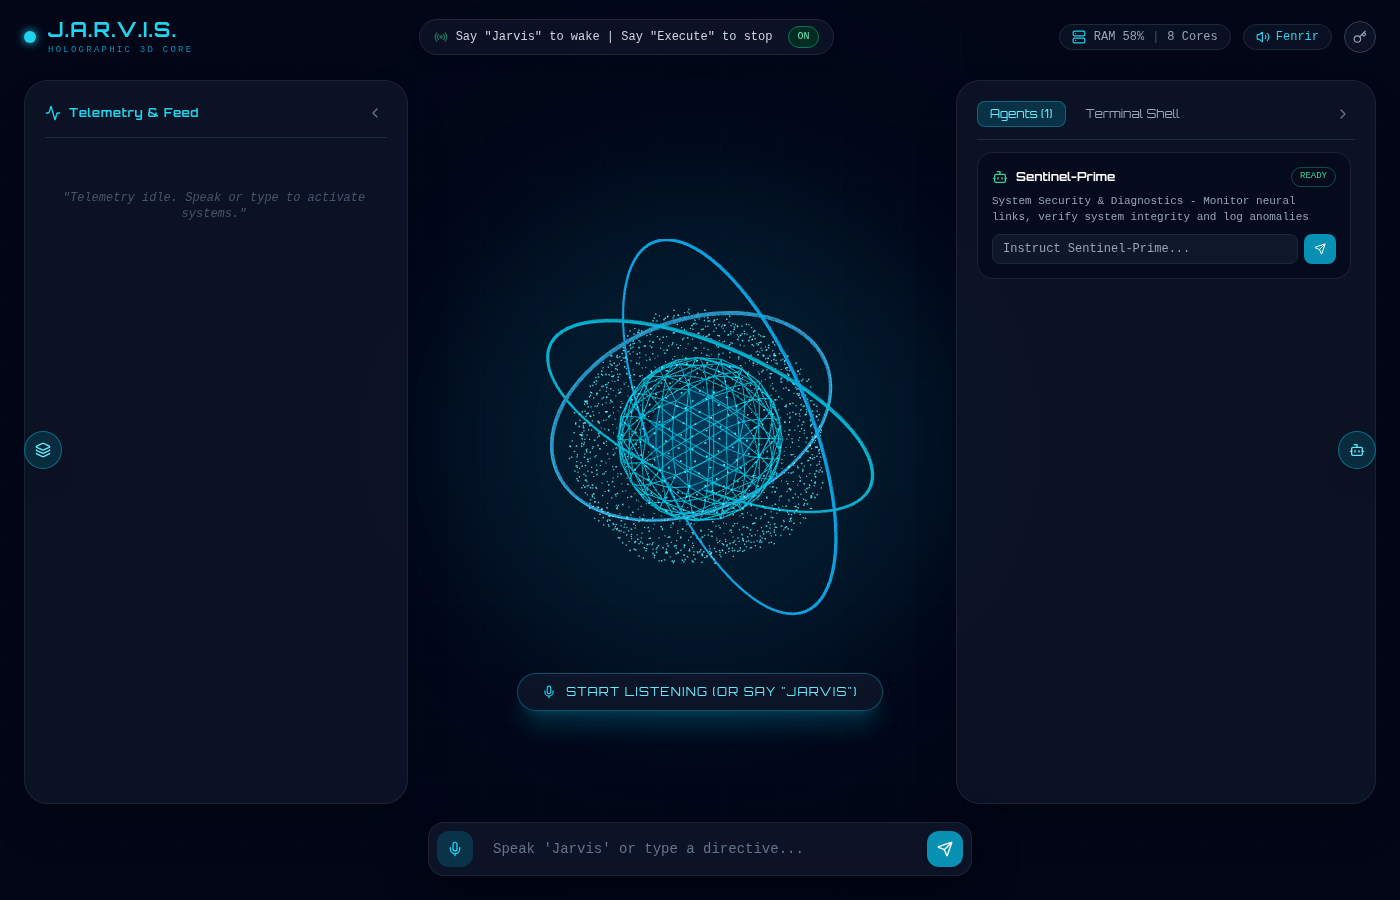 J.A.R.V.I.S.
HOLOGRAPHIC 3D CORE
Say "Jarvis" to wake | Say "Execute" to stop
ON
RAM 58% | 8 Cores
Fenrir
Telemetry & Feed
"Telemetry idle. Speak or type to activate
systems."
Agents (1)
Terminal Shell
Sentinel-Prime
READY
System Security & Diagnostics - Monitor neural
links, verify system integrity and log anomalies
Instruct Sentinel-Prime...
START LISTENING (OR SAY "JARVIS")
Speak 'Jarvis' or type a directive...